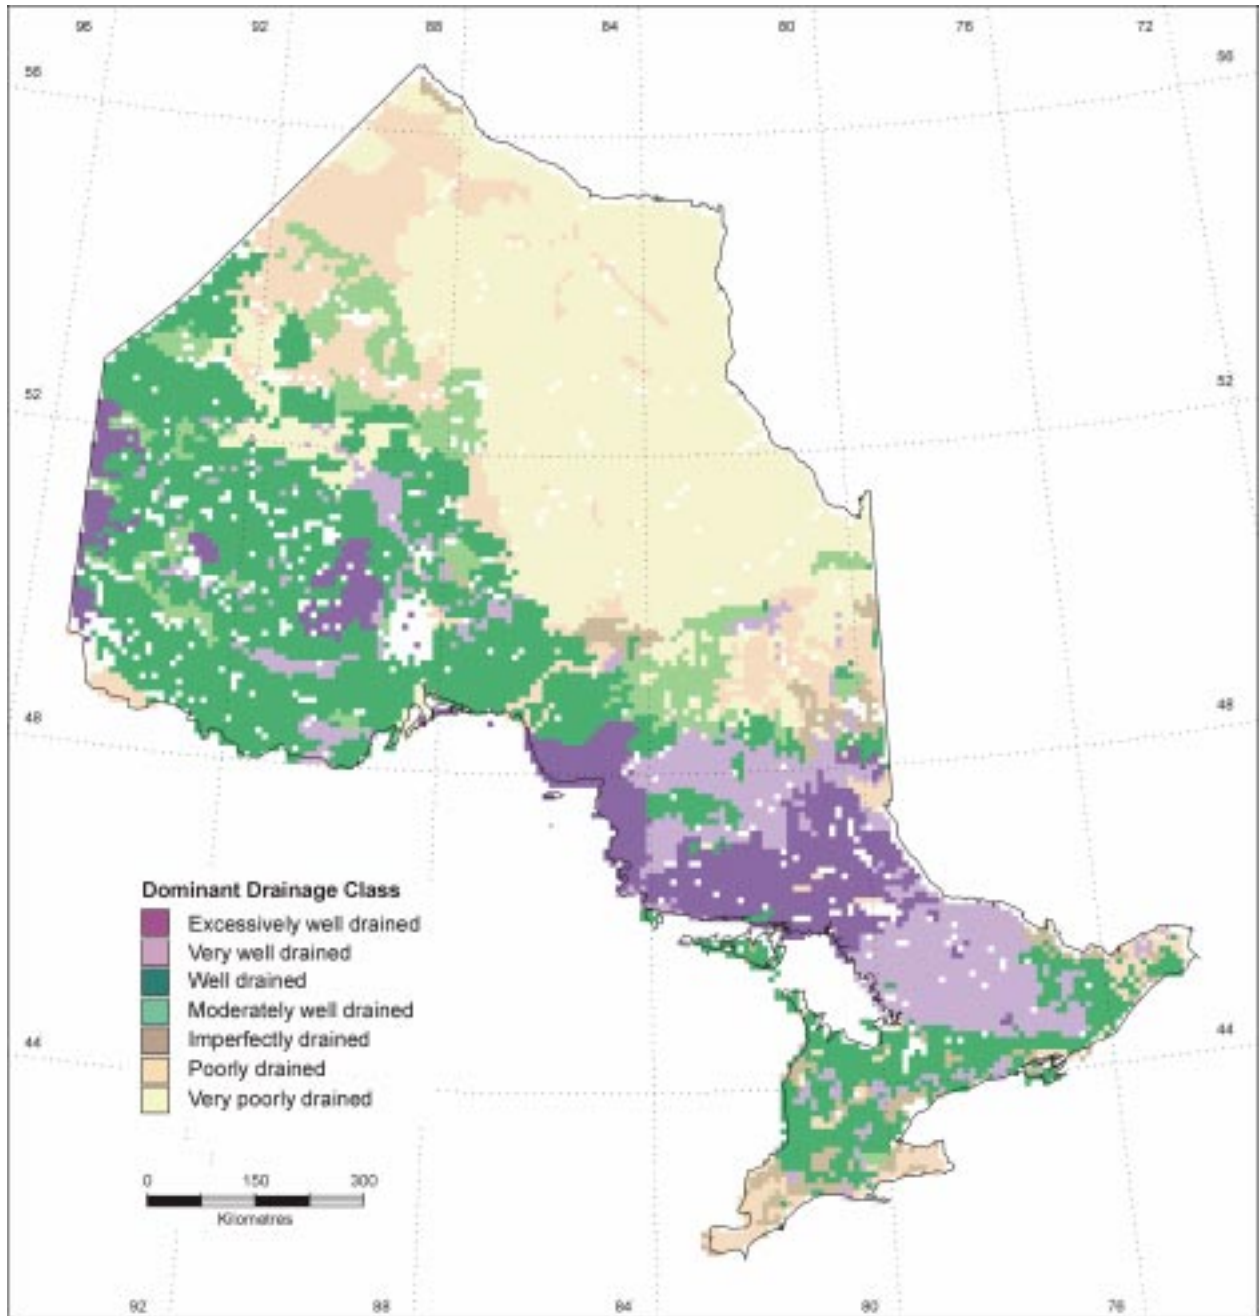 96 92 88 84 80 76 72
56 56
52 52
48 48
Dominant Drainage Class
Excessively well drained
Very well drained
Well drained
Moderately well drained
Imperfectly drained
Poorly drained
Very poorly drained
44 44
0 150 300
Kilometres
92 88 84 80 76